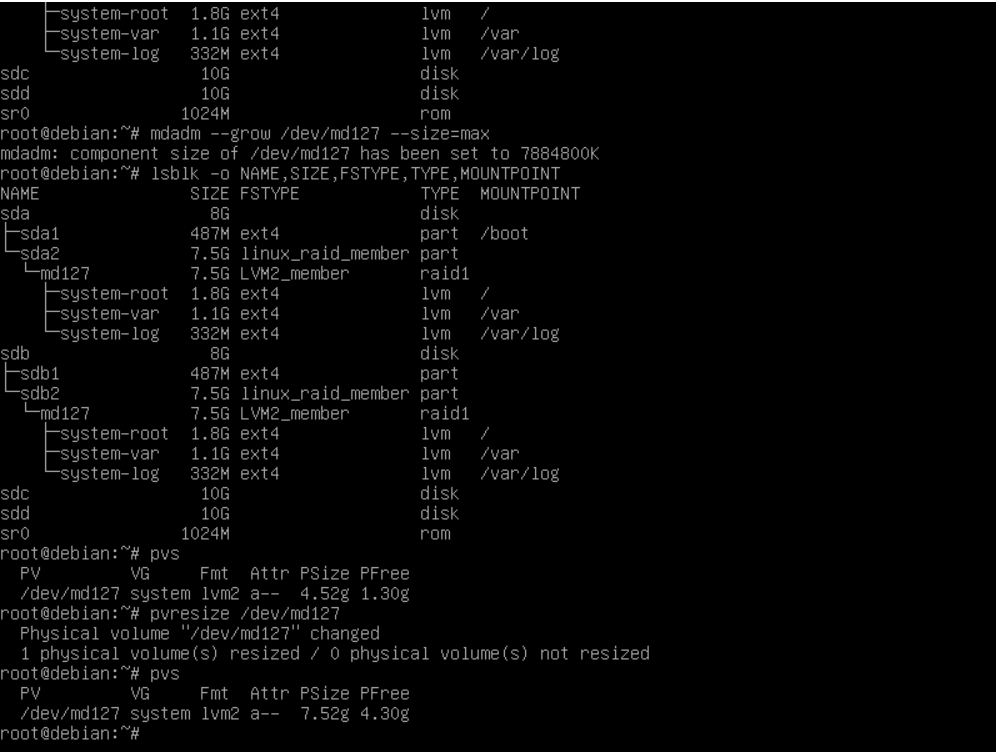 ├─system-root  1.8G ext4              lvm   /
    ├─system-var   1.1G ext4              lvm   /var
    └─system-log   332M ext4              lvm   /var/log
sdc                 10G                   disk
sdd                 10G                   disk
sr0               1024M                   rom
root@debian:~# mdadm --grow /dev/md127 --size=max
mdadm: component size of /dev/md127 has been set to 7884800K
root@debian:~# lsblk -o NAME,SIZE,FSTYPE,TYPE,MOUNTPOINT
NAME               SIZE FSTYPE            TYPE  MOUNTPOINT
sda                  8G                   disk
├─sda1             487M ext4              part  /boot
└─sda2             7.5G linux_raid_member part
  └─md127          7.5G LVM2_member       raid1
    ├─system-root  1.8G ext4              lvm   /
    ├─system-var   1.1G ext4              lvm   /var
    └─system-log   332M ext4              lvm   /var/log
sdb                  8G                   disk
├─sdb1             487M ext4              part
└─sdb2             7.5G linux_raid_member part
  └─md127          7.5G LVM2_member       raid1
    ├─system-root  1.8G ext4              lvm   /
    ├─system-var   1.1G ext4              lvm   /var
    └─system-log   332M ext4              lvm   /var/log
sdc                 10G                   disk
sdd                 10G                   disk
sr0               1024M                   rom
root@debian:~# pvs
  PV         VG     Fmt  Attr PSize PFree
  /dev/md127 system lvm2 a--  4.52g 1.30g
root@debian:~# pvresize /dev/md127
  Physical volume "/dev/md127" changed
  1 physical volume(s) resized / 0 physical volume(s) not resized
root@debian:~# pvs
  PV         VG     Fmt  Attr PSize PFree
  /dev/md127 system lvm2 a--  7.52g 4.30g
root@debian:~#